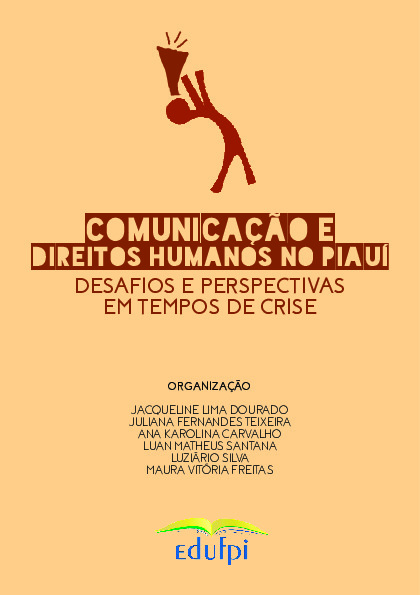 COMUNICAÇÃO E
DIREITOS HUMANOS NO PIAUÍ
DESAFIOS E PERSPECTIVAS
EM TEMPOS DE CRISE
ORGANIZAÇÃO
JACQUELINE LIMA DOURADO
JULIANA FERNANDES TEIXEIRA
ANA KAROLINA CARVALHO
LUAN MATHEUS SANTANA
LUZIÁRIO SILVA
MAURA VITÓRIA FREITAS
EDUFPI